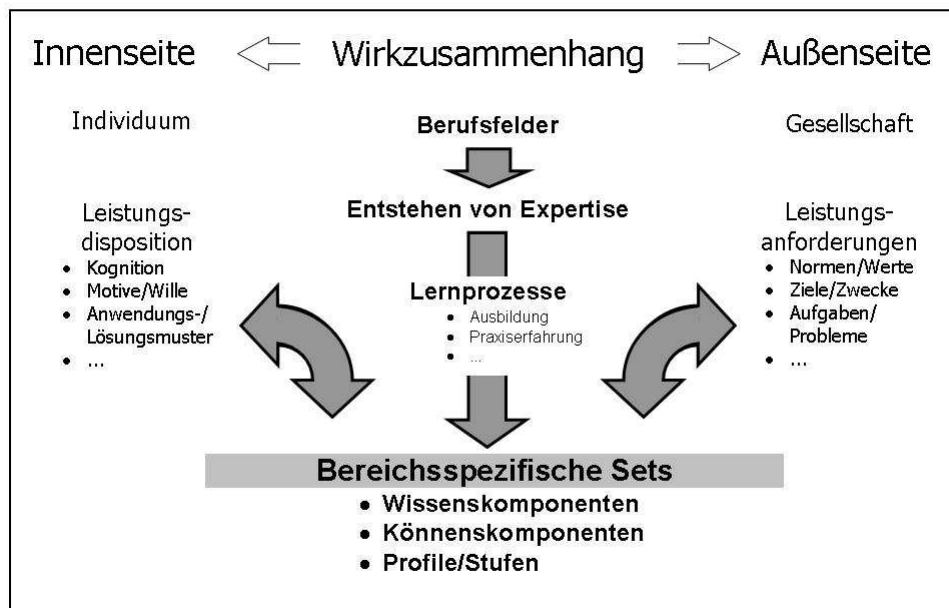 Innenseite
Wirkzusammenhang
Außenseite
Individuum
Berufsfelder
Gesellschaft
Entstehen von Expertise
Leistungs-
disposition
• Kognition
• Motive/Wille
• Anwendungs-/
Lösungsmuster
• ...
Lernprozesse
• Ausbildung
• Praxiserfahrung
• ...
Leistungs-
anforderungen
• Normen/Werte
• Ziele/Zwecke
• Aufgaben/
Probleme
• ...
Bereichsspezifische Sets
• Wissenskomponenten
• Könnenskomponenten
• Profile/Stufen